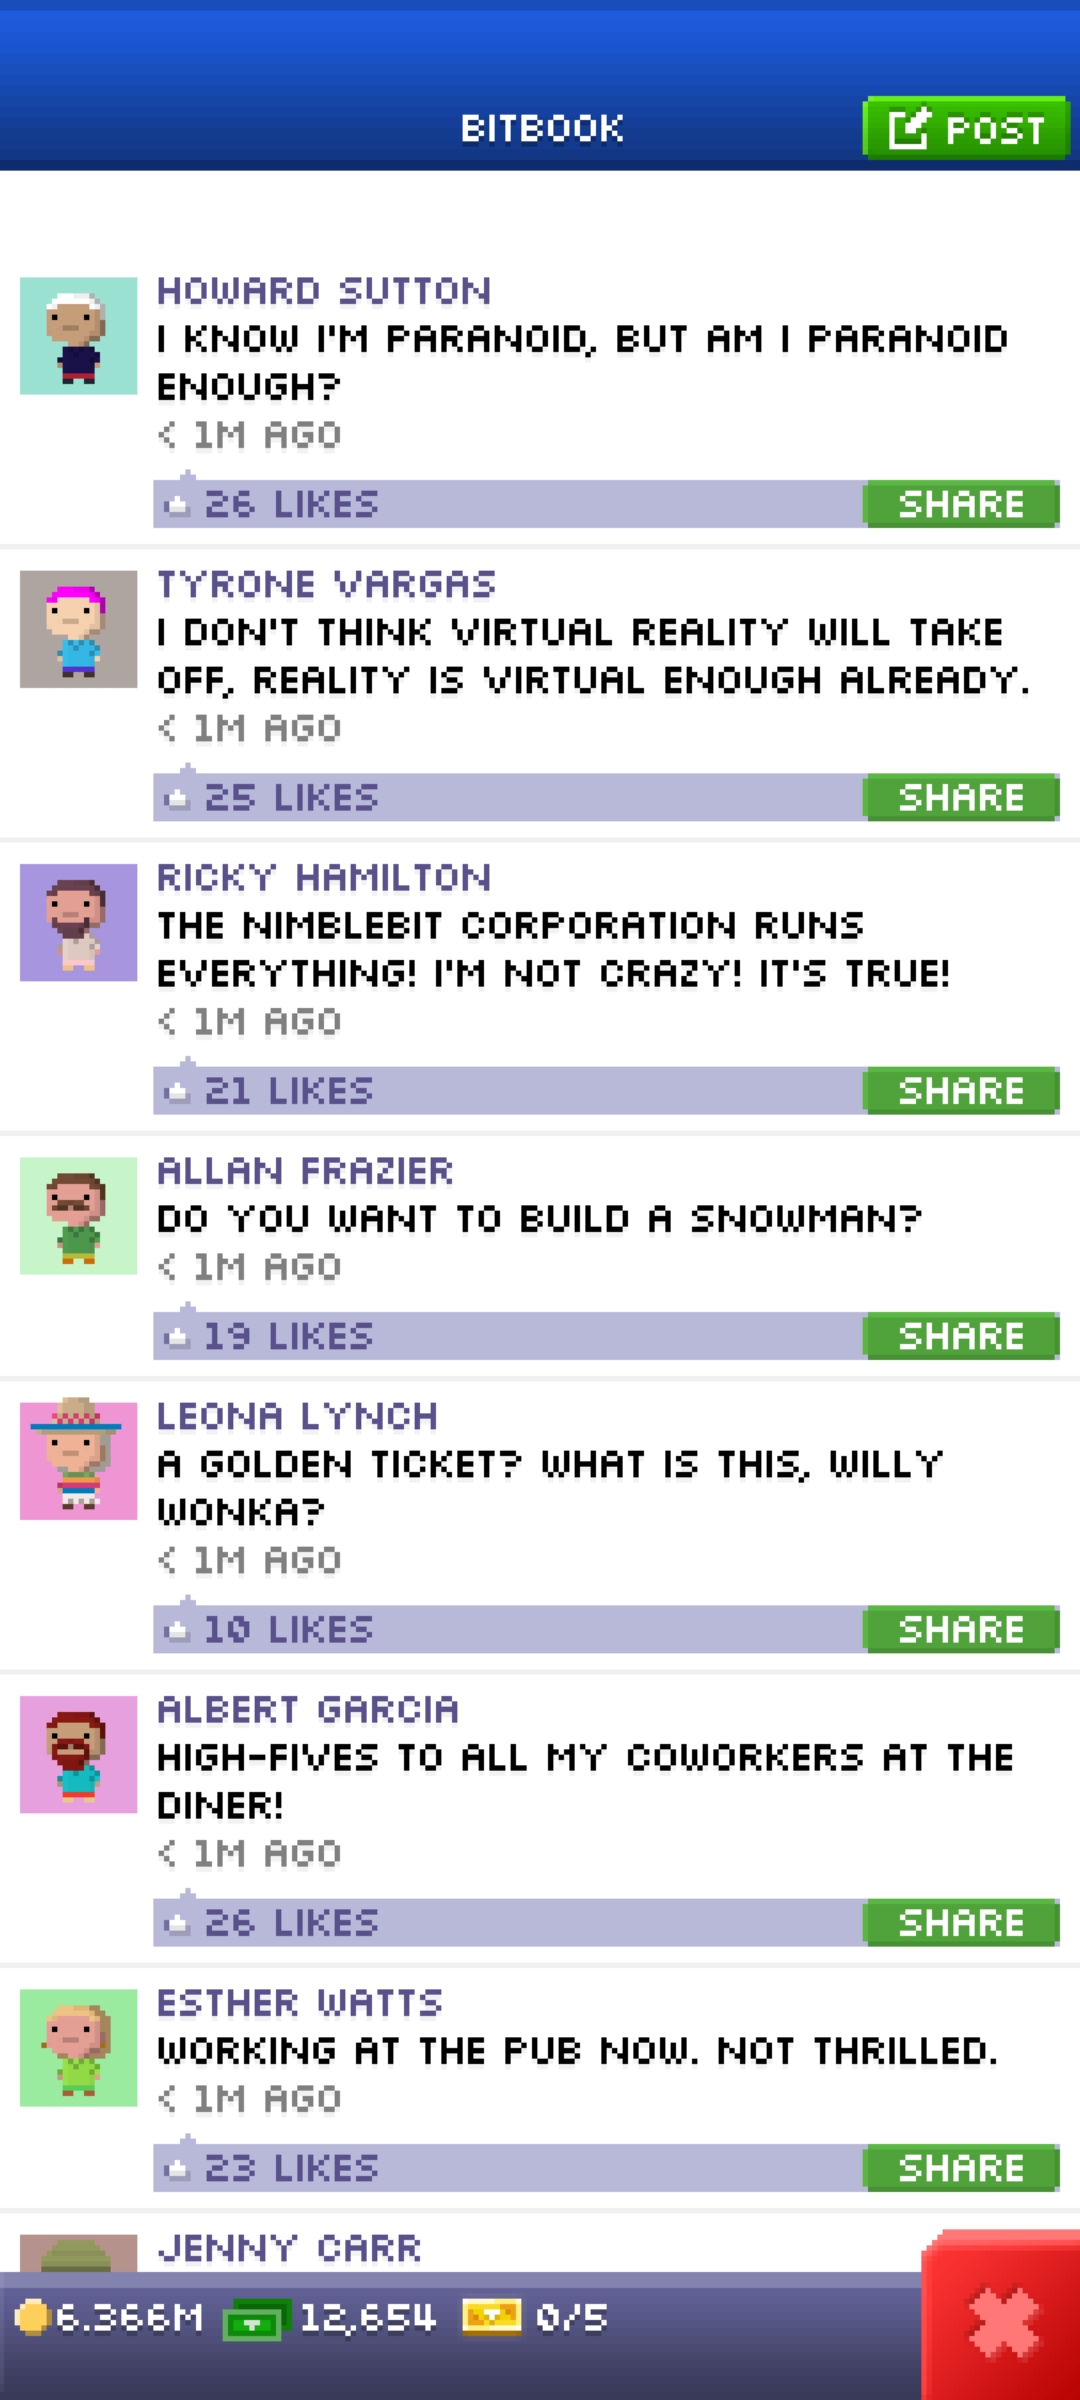 BITBOOK
POST
HOWARD SUTTON
I KNOW I'M PARANOID, BUT AM I PARANOID
ENOUGH?
< 1M AGO
26 LIKES
SHARE
TYRONE VARGAS
I DON'T THINK VIRTUAL REALITY WILL TAKE
OFF, REALITY IS VIRTUAL ENOUGH ALREADY.
< 1M AGO
25 LIKES
SHARE
RICKY HAMILTON
THE NIMBLEBIT CORPORATION RUNS
EVERYTHING! I'M NOT CRAZY! IT'S TRUE!
< 1M AGO
21 LIKES
SHARE
ALLAN FRAZIER
DO YOU WANT TO BUILD A SNOWMAN?
< 1M AGO
19 LIKES
SHARE
LEONA LYNCH
A GOLDEN TICKET? WHAT IS THIS, WILLY
WONKA?
< 1M AGO
10 LIKES
SHARE
ALBERT GARCIA
HIGH-FIVES TO ALL MY COWORKERS AT THE
DINER!
< 1M AGO
26 LIKES
SHARE
ESTHER WATTS
WORKING AT THE PUB NOW. NOT THRILLED.
< 1M AGO
23 LIKES
SHARE
JENNY CARR
6.366M 12,654 0/5